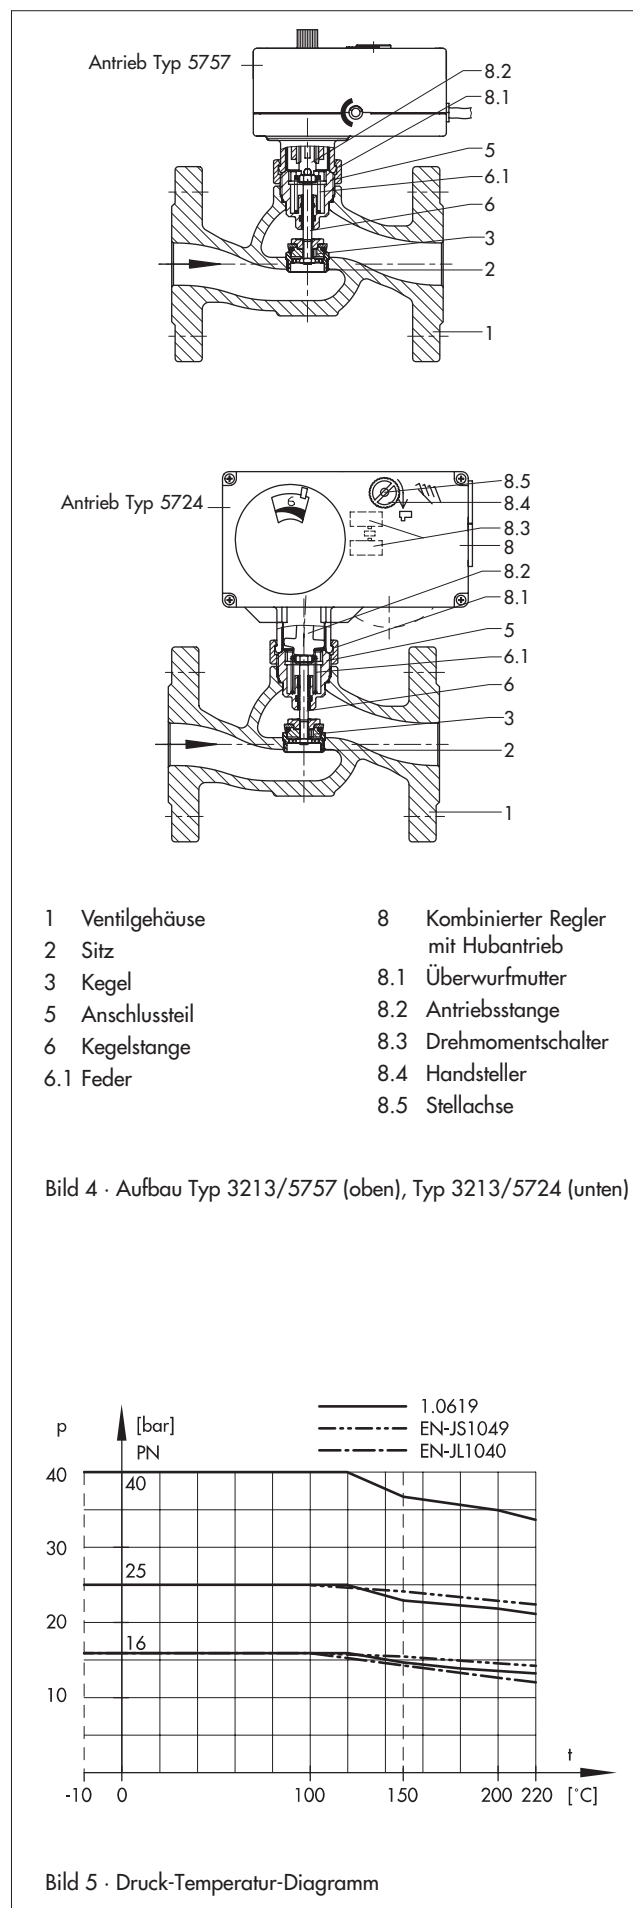 Antrieb Typ 5757
8.2
8.1
5
6.1
6
3
2
1
Antrieb Typ 5724
6
8.5
8.4
8.3
8
8.2
8.1
5
6.1
6
3
2
1
1 Ventilgehäuse
2 Sitz
3 Kegel
5 Anschlussteil
6 Kegelstange
6.1 Feder
8 Kombinierter Regler
mit Hubantrieb
8.1 Überwurfmutter
8.2 Antriebsstange
8.3 Drehmomentschalter
8.4 Handsteller
8.5 Stellachse
Bild 4 · Aufbau Typ 3213/5757 (oben), Typ 3213/5724 (unten)
1.0619
EN-JS1049
EN-JL1040
p [bar]
PN
40
40
30
25
20
16
10
t
-10 0 100 150 200 220 [°C]
Bild 5 · Druck-Temperatur-Diagramm